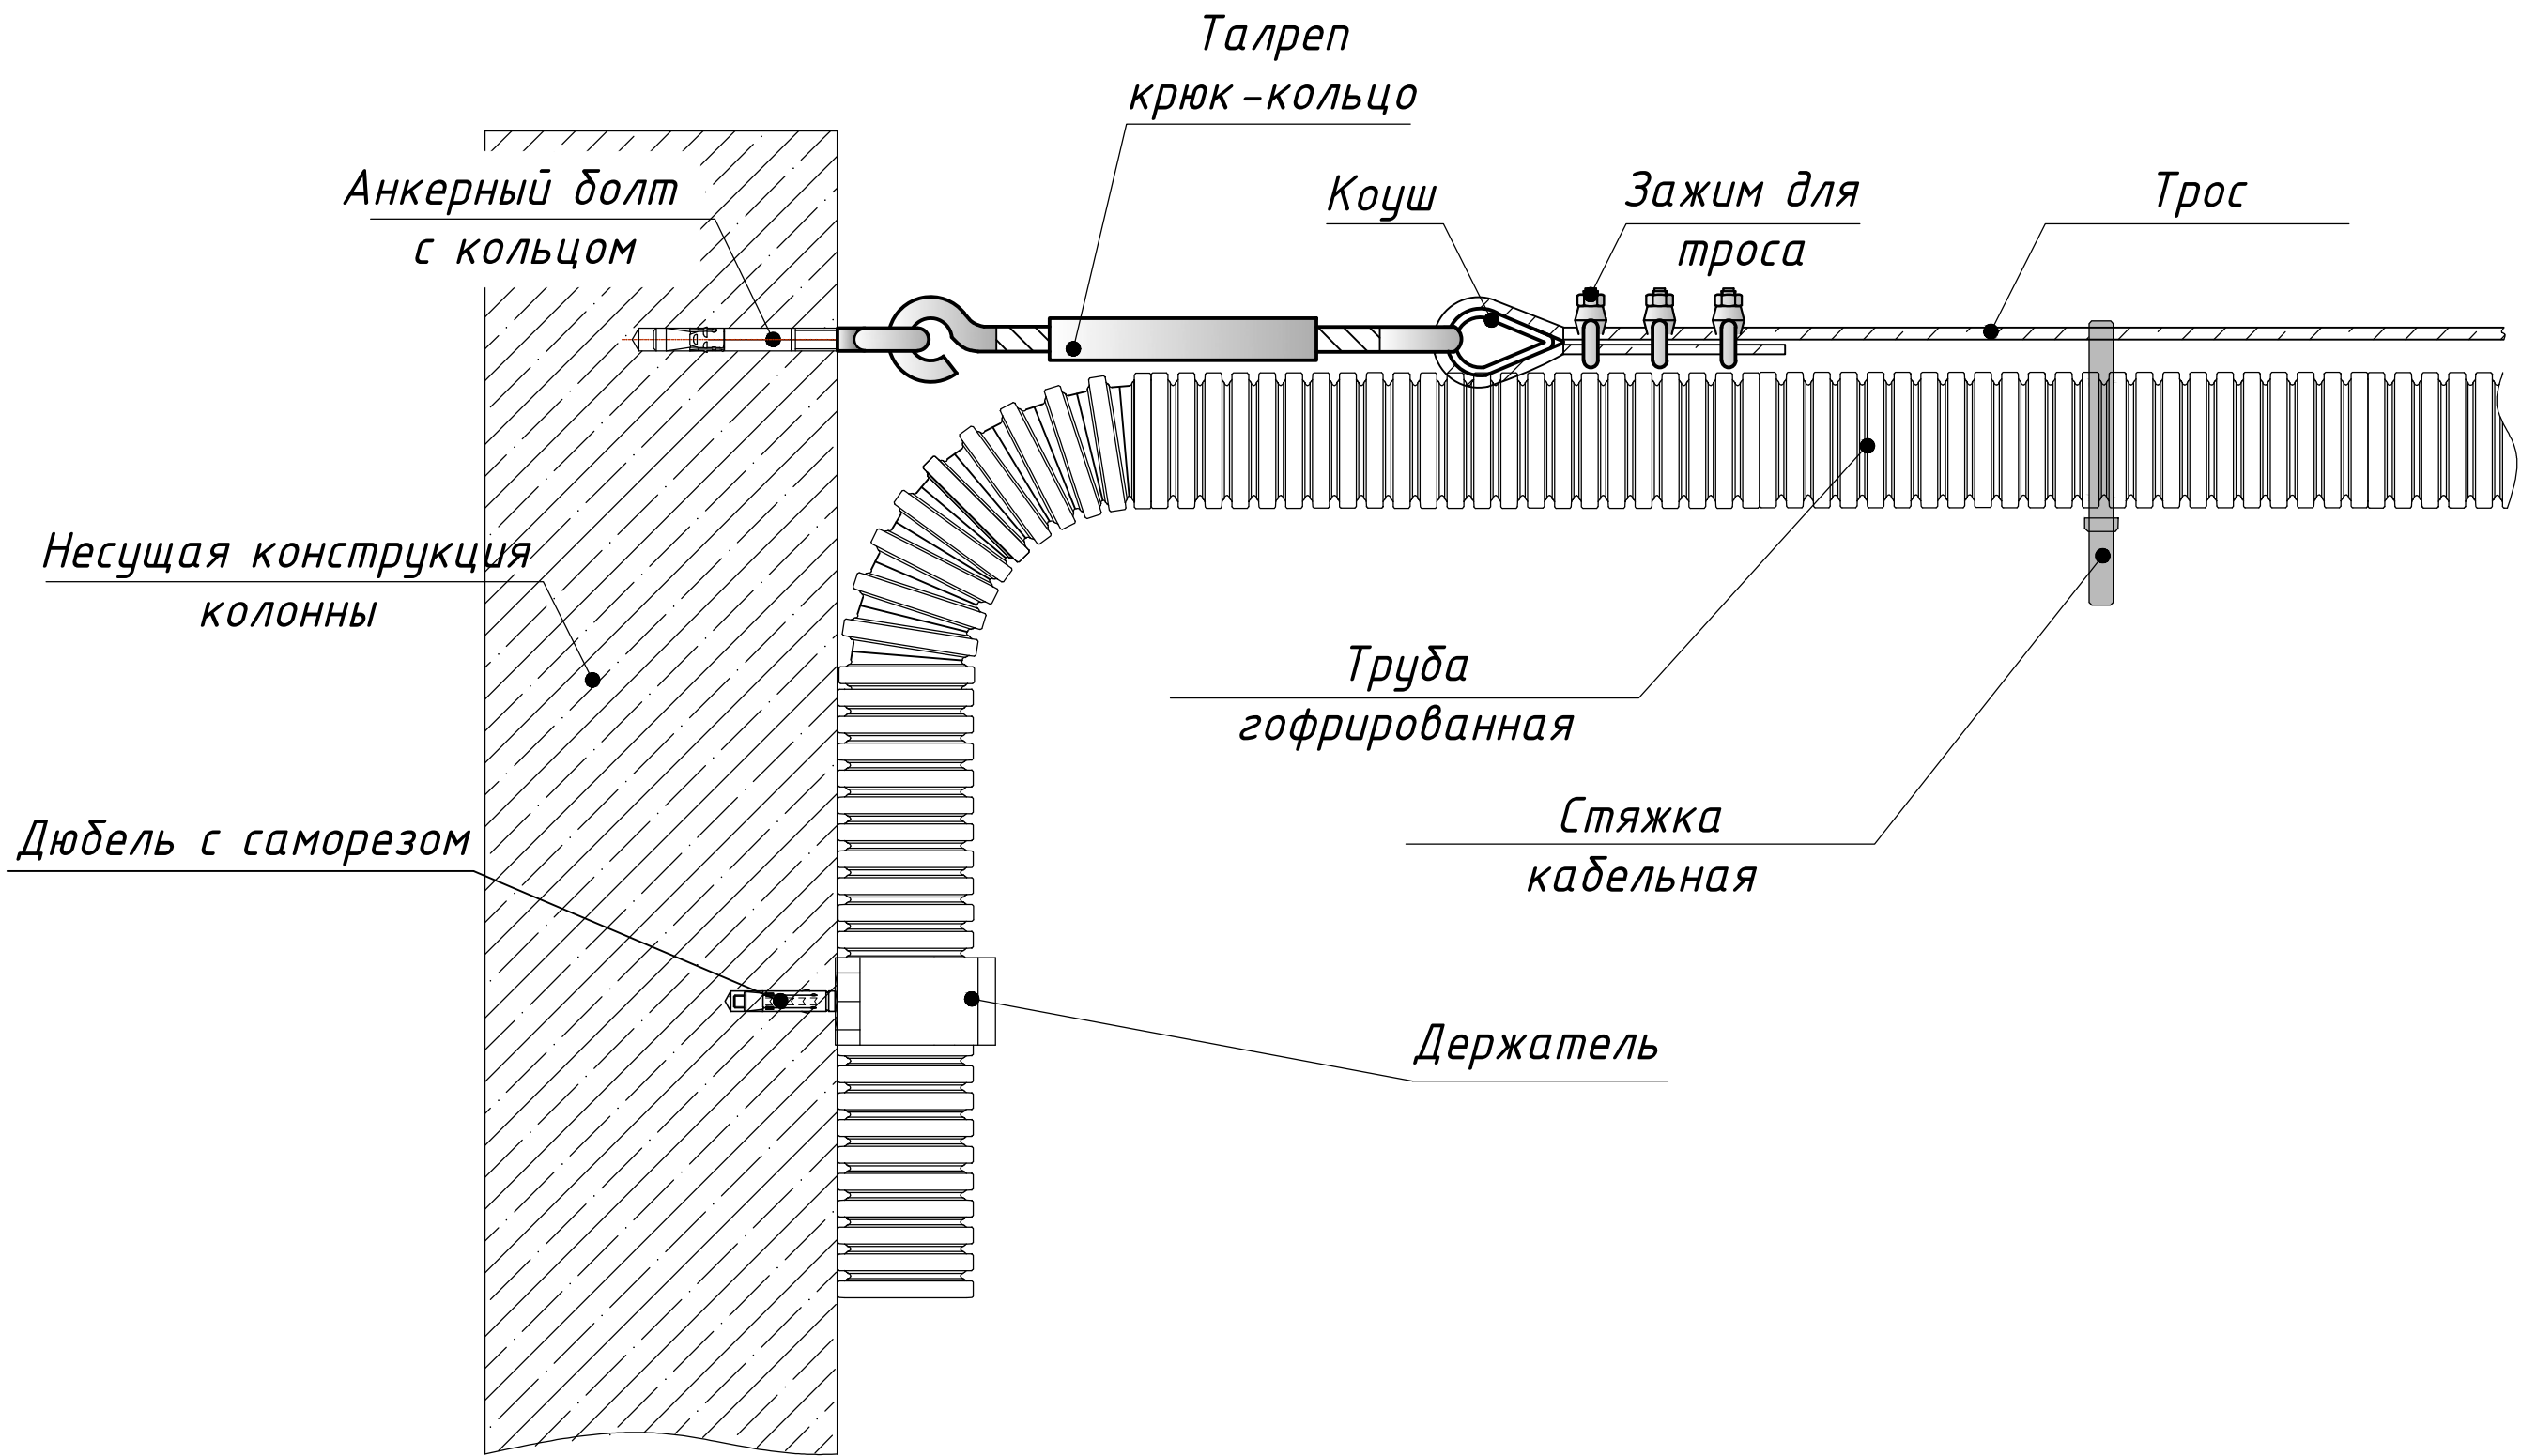 Талреп
крюк-кольцо
Анкерный болт
с кольцом
Коуш
Зажим для
троса
Трос
Несущая конструкция
колонны
Труба
гофрированная
Стяжка
кабельная
Дюбель с саморезом
Держатель